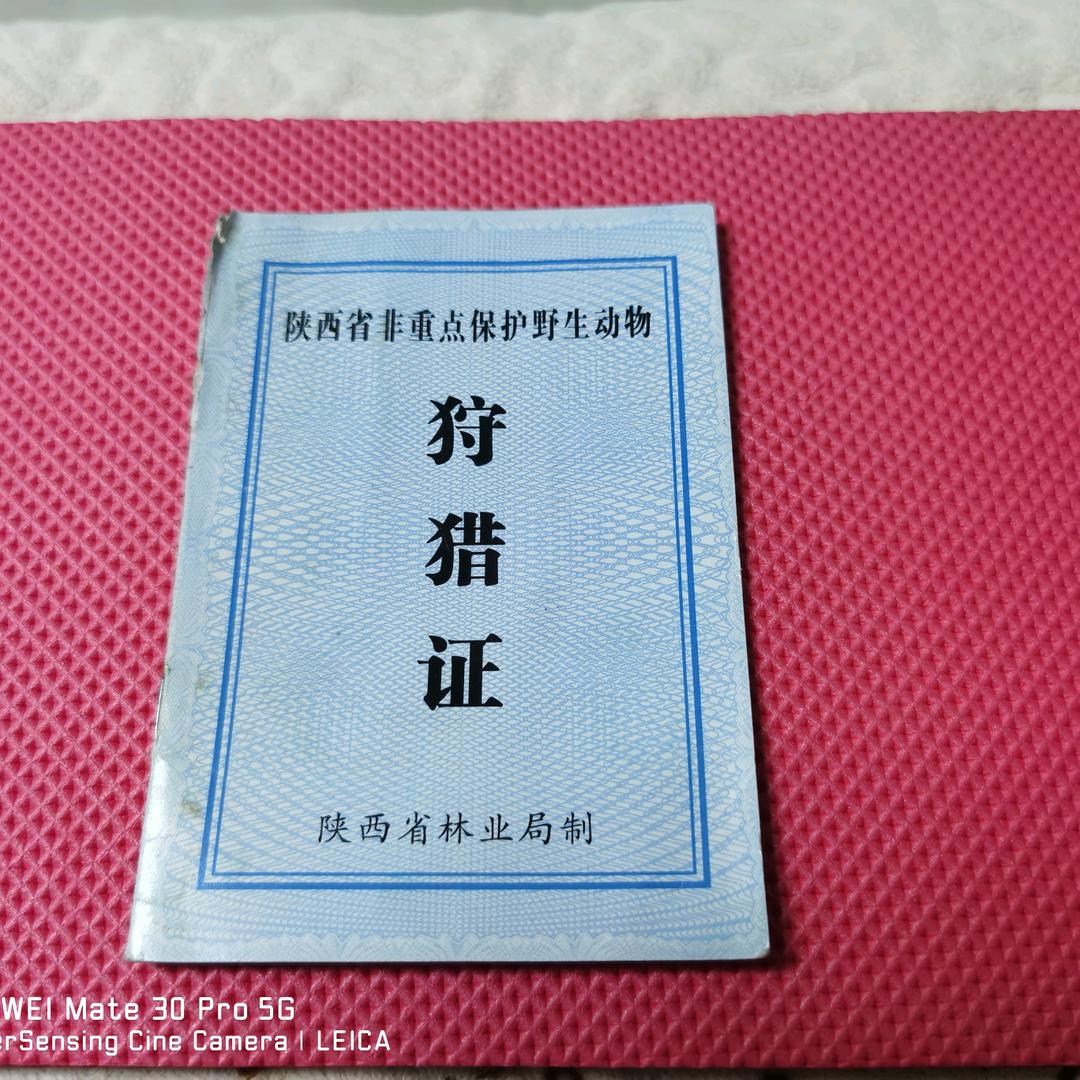 陕西省非重点保护野生动物
狩
猎
证
陕西省林业局制
WEI Mate 30 Pro 5G
erSensing Cine Camera | LEICA